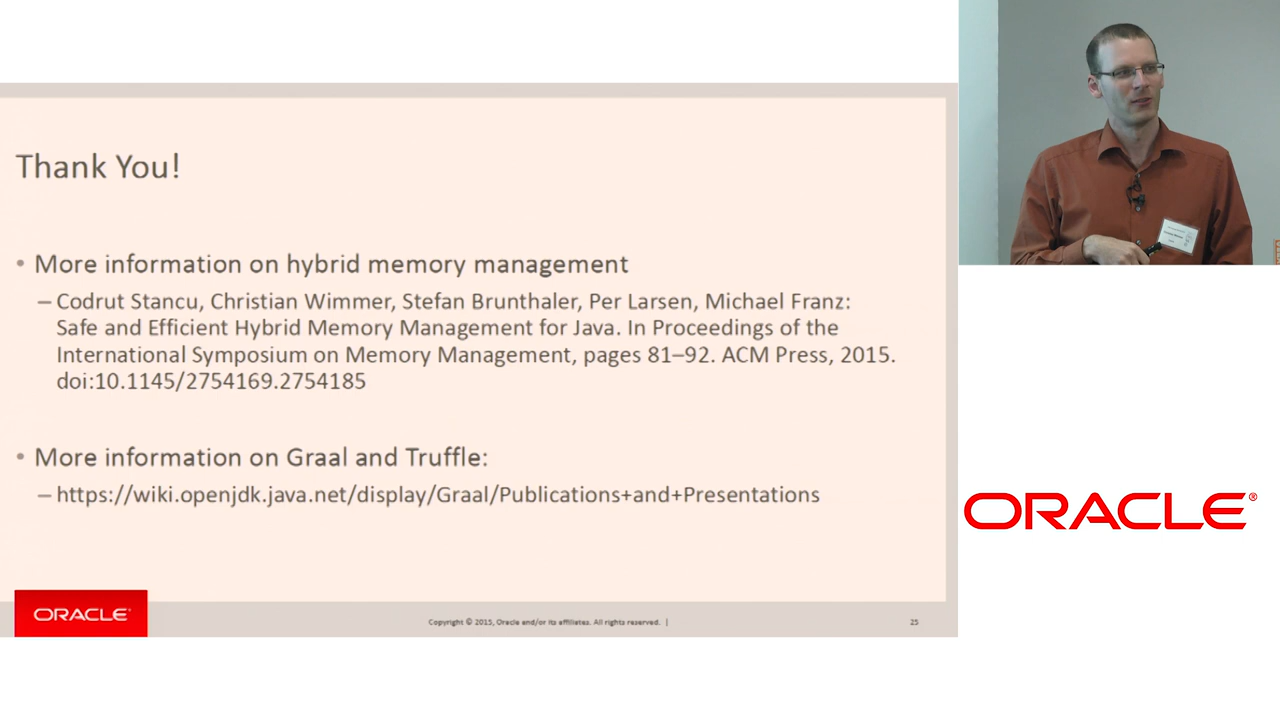 Thank You!
• More information on hybrid memory management
– Codrut Stancu, Christian Wimmer, Stefan Brunthaler, Per Larsen, Michael Franz:
Safe and Efficient Hybrid Memory Management for Java. In Proceedings of the
International Symposium on Memory Management, pages 81–92. ACM Press, 2015.
doi:10.1145/2754169.2754185
• More information on Graal and Truffle:
– https://wiki.openjdk.java.net/display/Graal/Publications+and+Presentations
ORACLE®
Copyright © 2015, Oracle and/or its affiliates. All rights reserved. |
25
ORACLE®